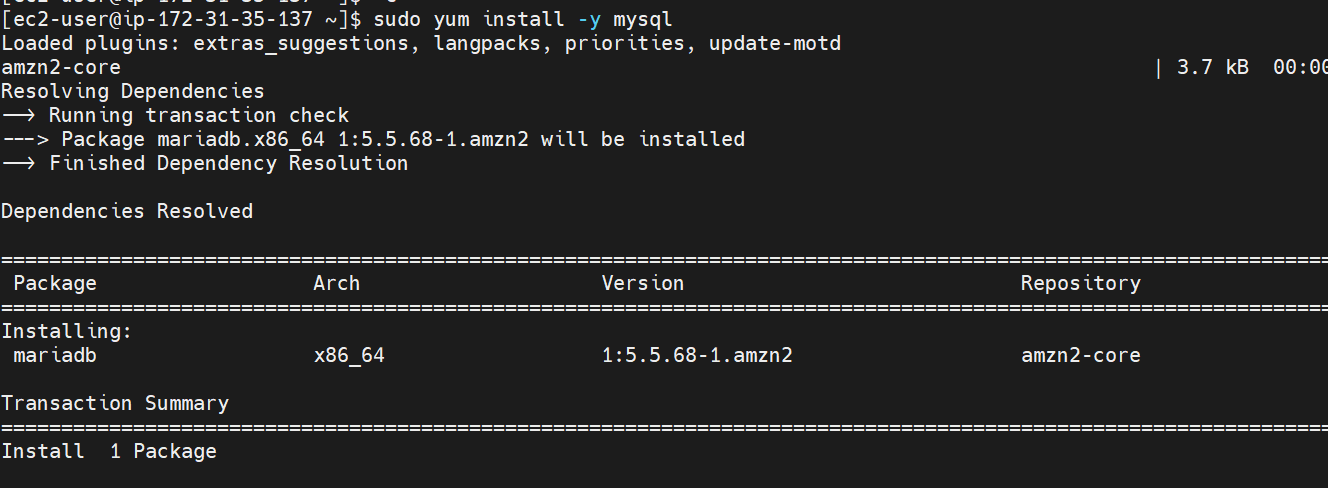 [ec2-user@ip-172-31-35-137 ~]$ sudo yum install -y mysql
Loaded plugins: extras_suggestions, langpacks, priorities, update-motd
amzn2-core | 3.7 kB 00:00
Resolving Dependencies
--> Running transaction check
---> Package mariadb.x86_64 1:5.5.68-1.amzn2 will be installed
--> Finished Dependency Resolution
Dependencies Resolved
================================================================================
Package Arch Version Repository
================================================================================
Installing:
mariadb x86_64 1:5.5.68-1.amzn2 amzn2-core
Transaction Summary
================================================================================
Install 1 Package